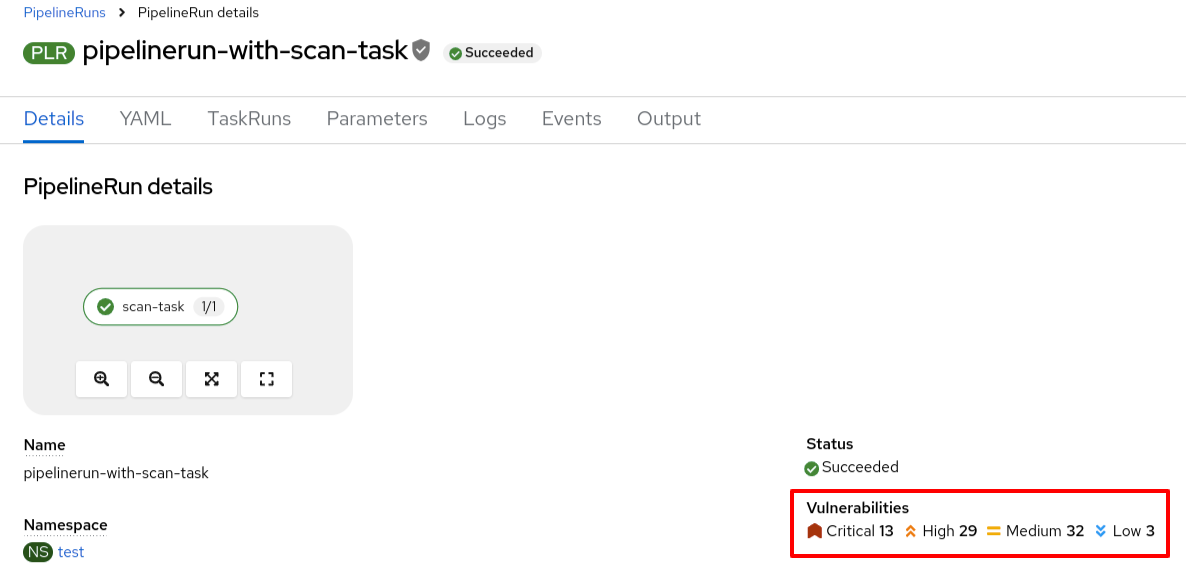 PipelineRuns > PipelineRun details
PLR pipelinerun-with-scan-task Succeeded
Details YAML TaskRuns Parameters Logs Events Output
PipelineRun details
scan-task 1/1
Name
pipelinerun-with-scan-task
Namespace
NS test
Status
Succeeded
Vulnerabilities
Critical 13 High 29 Medium 32 Low 3